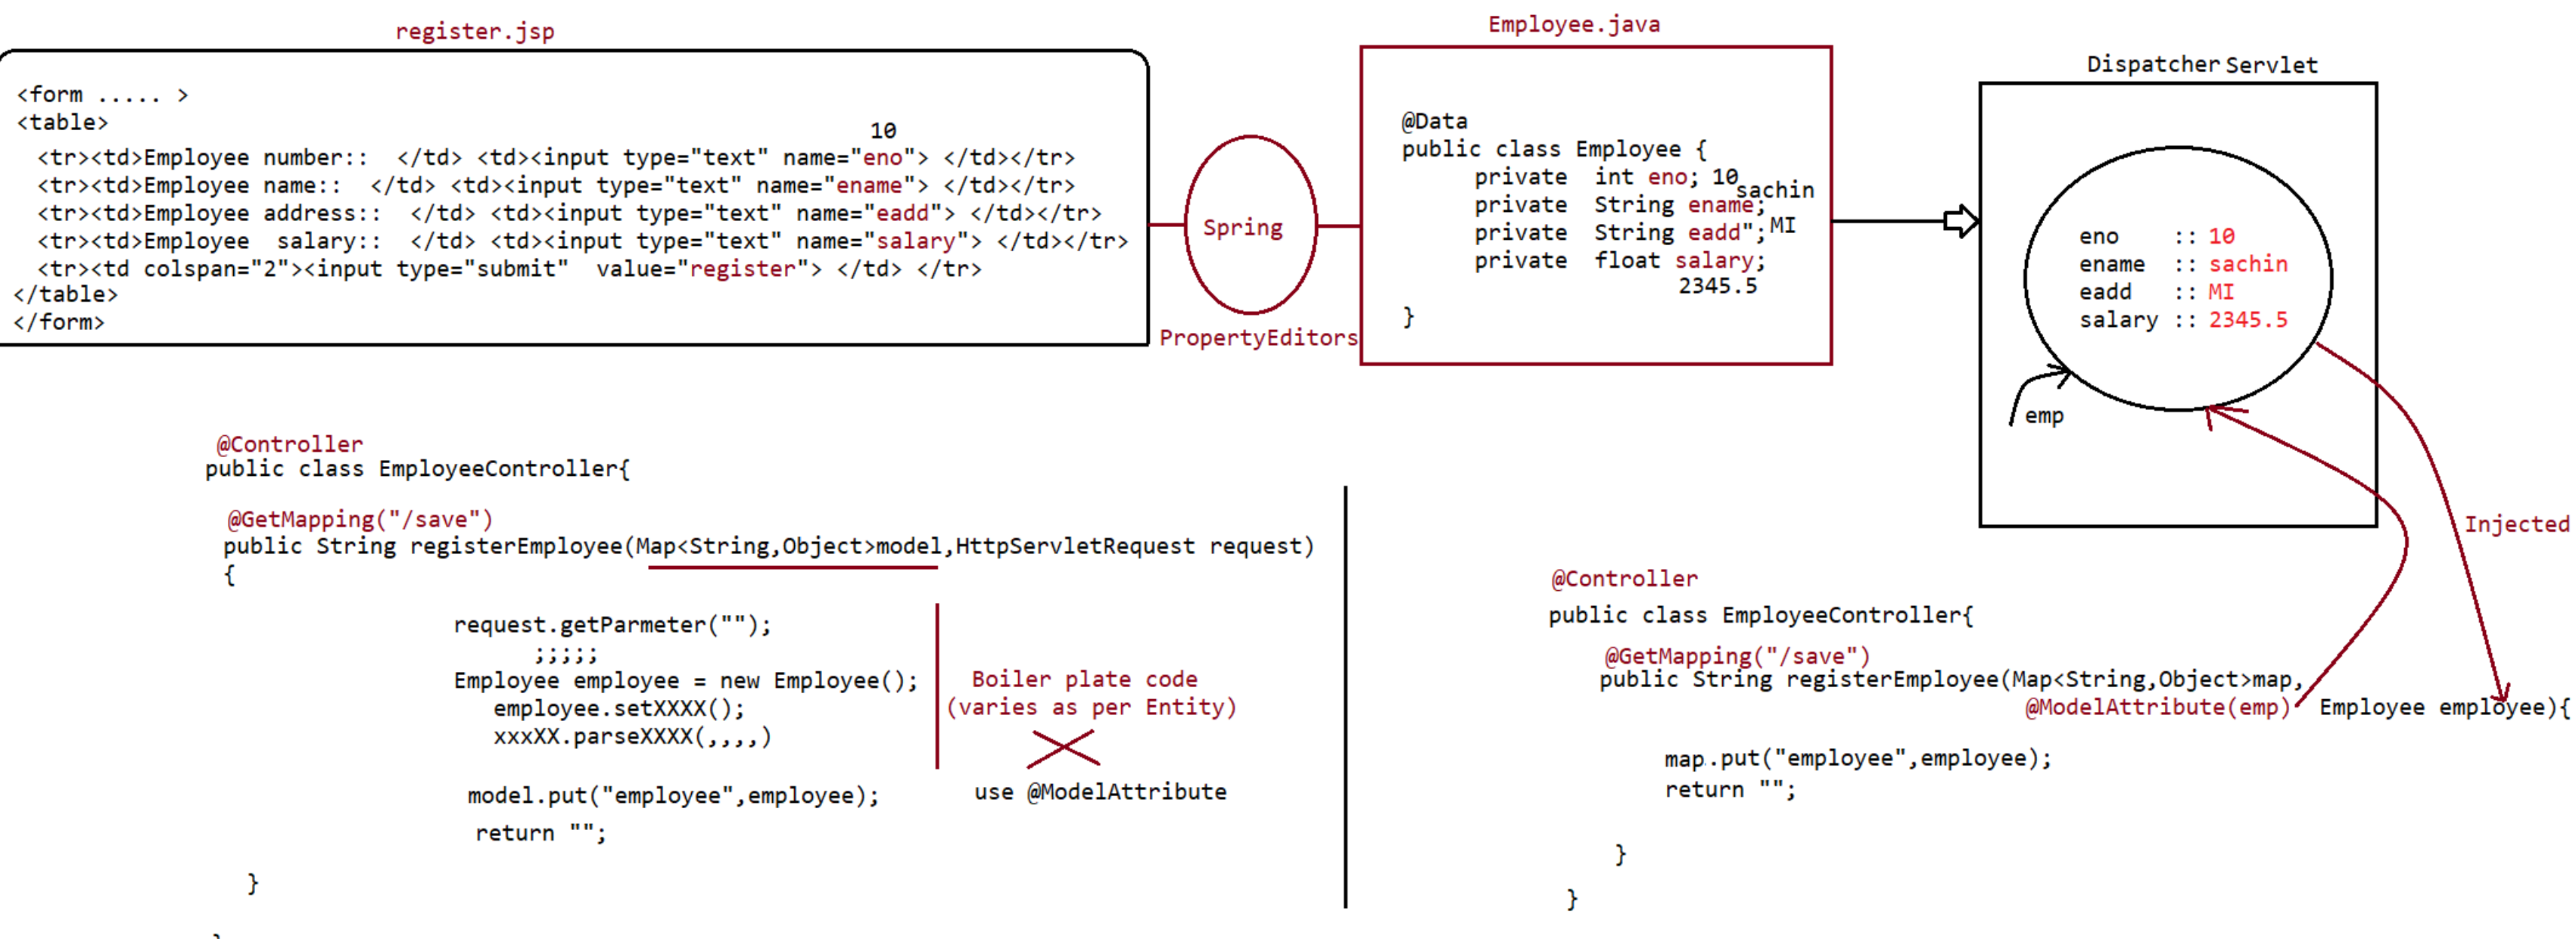 register.jsp
<form ..... >
<table>
10
<tr><td>Employee number::  </td> <td><input type="text" name="eno"> </td></tr>
<tr><td>Employee name::  </td> <td><input type="text" name="ename"> </td></tr>
<tr><td>Employee address::  </td> <td><input type="text" name="eadd"> </td></tr>
<tr><td>Employee  salary::  </td> <td><input type="text" name="salary"> </td></tr>
<tr><td colspan="2"><input type="submit"  value="register"> </td> </tr>
</table>
</form>
Spring
PropertyEditors
Employee.java
@Data
public class Employee {
private  int eno; 10
sachin
private  String ename;
private  String eadd"; MI
private  float salary;
2345.5
}
Dispatcher Servlet
eno    :: 10
ename  :: sachin
eadd   :: MI
salary :: 2345.5
emp
Injected
@Controller
public class EmployeeController{
@GetMapping("/save")
public String registerEmployee(Map<String,Object>model,HttpServletRequest request)
{
request.getParmeter("");
;;;;;
Employee employee = new Employee();
employee.setXXXX();
xxxXX.parseXXXX(,,,,)
model.put("employee",employee);
return "";
}
Boiler plate code
(varies as per Entity)
use @ModelAttribute
@Controller
public class EmployeeController{
@GetMapping("/save")
public String registerEmployee(Map<String,Object>map,
@ModelAttribute(emp)  Employee employee){
map.put("employee",employee);
return "";
}
}